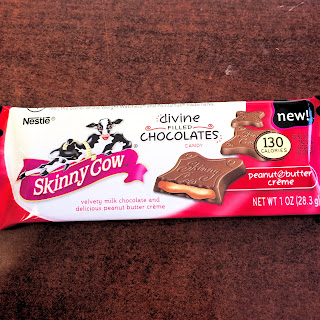 Nestlé
divine
FILLED
CHOCOLATES
CANDY
new!
130
CALORIES
Skinny Cow
peanut butter
crème
velvety milk chocolate and
delicious peanut butter crème
NET WT 1 OZ (28.3 g)